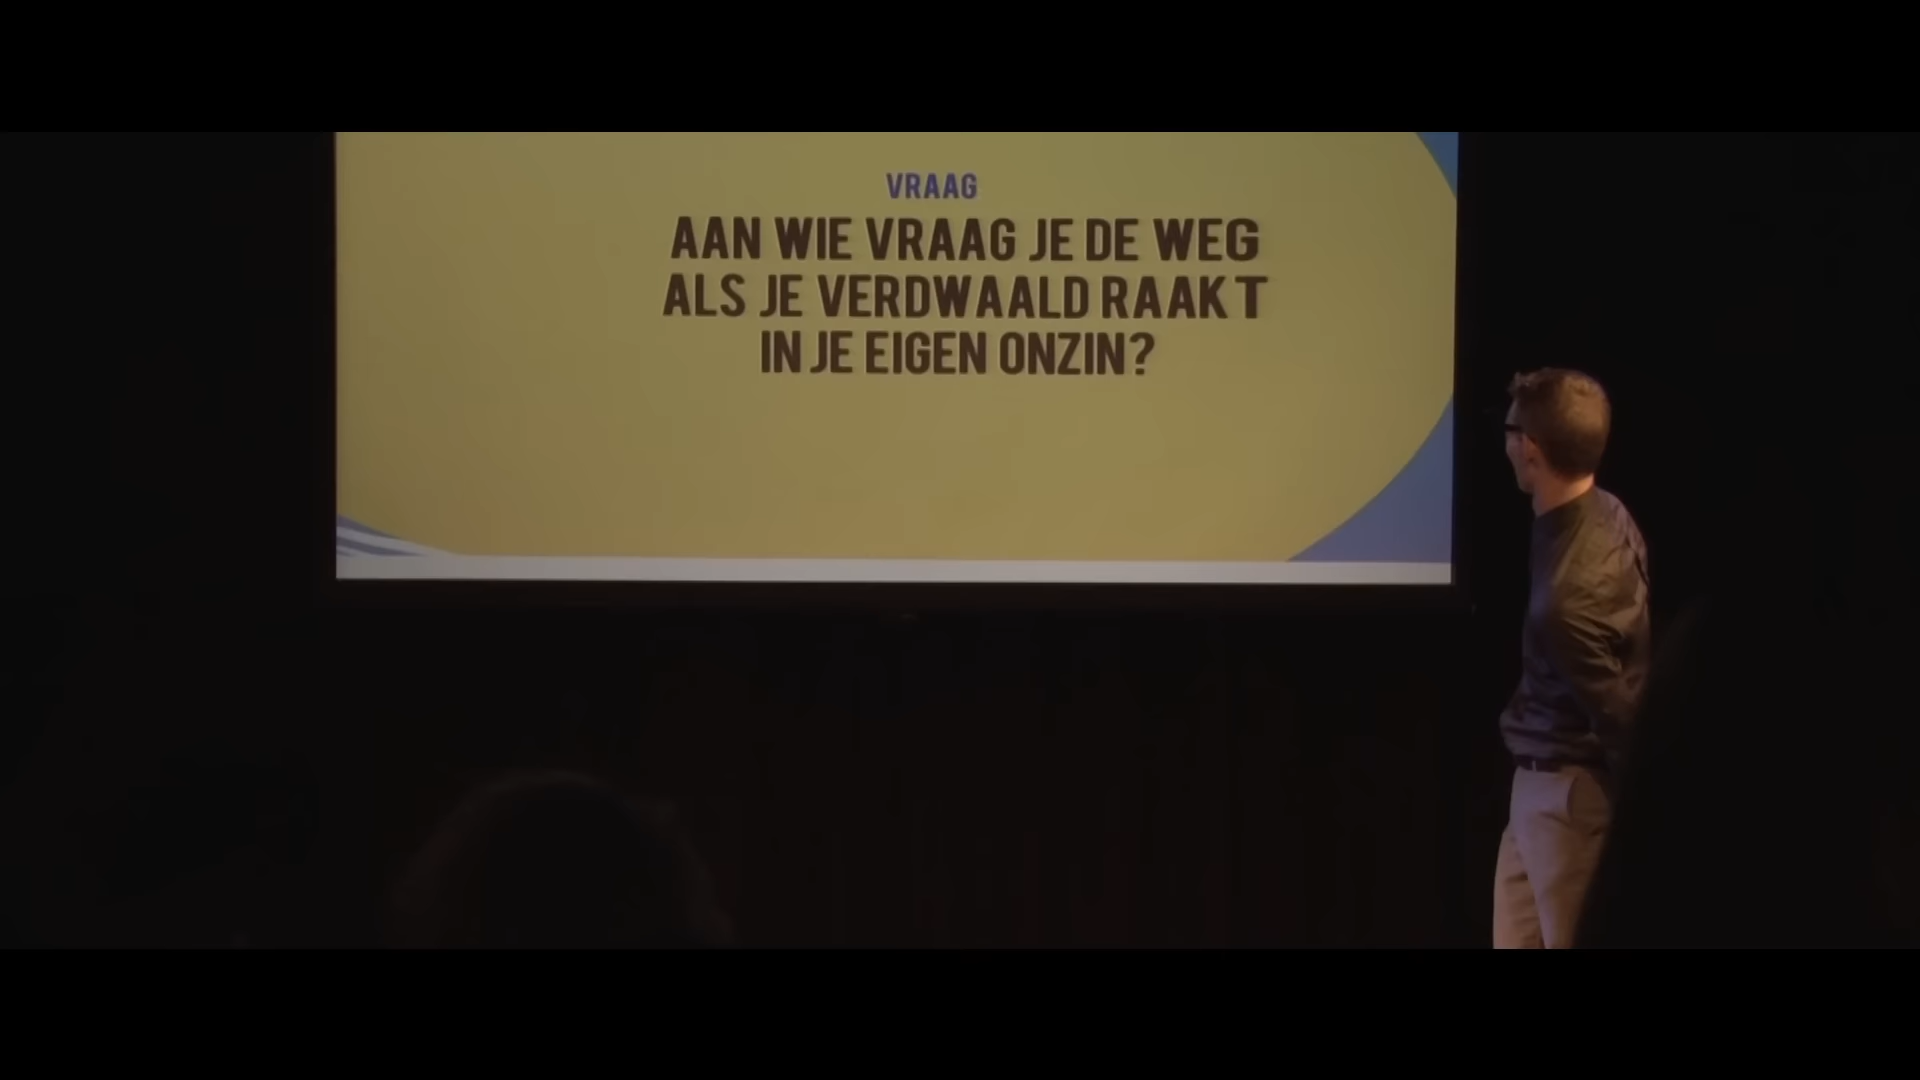 VRAAG
AAN WIE VRAAG JE DE WEG
ALS JE VERDWAALD RAAKT
IN JE EIGEN ONZIN?